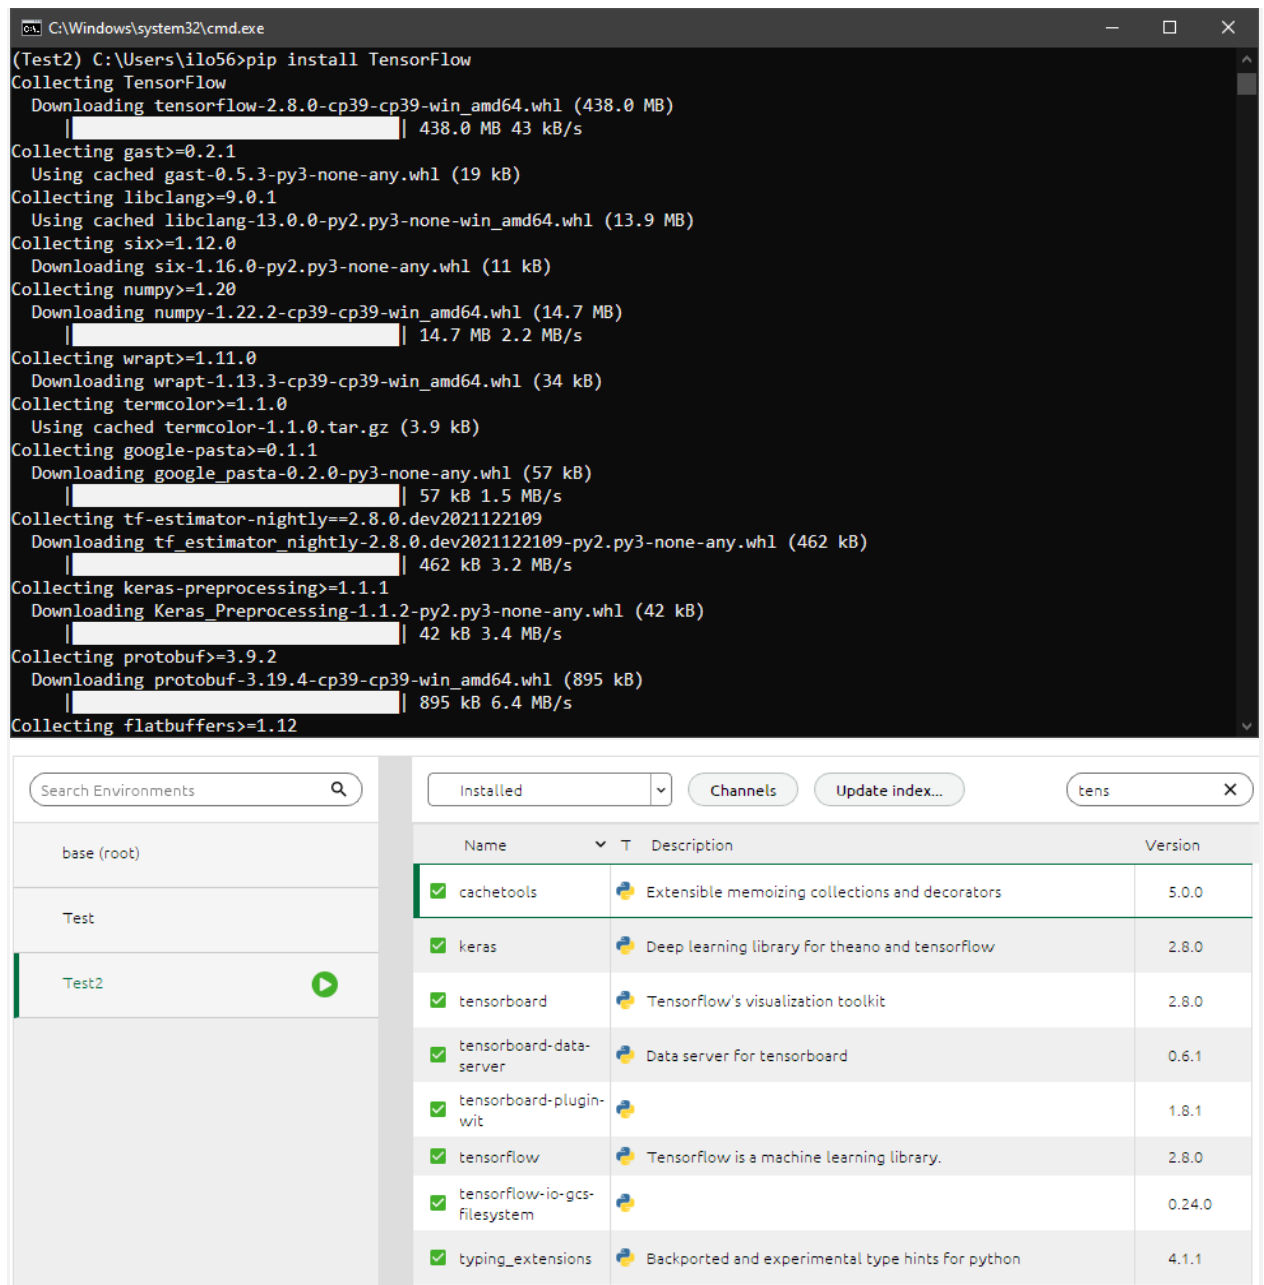 C:\Windows\system32\cmd.exe
(Test2) C:\Users\ilo56>pip install TensorFlow
Collecting TensorFlow
Downloading tensorflow-2.8.0-cp39-cp39-win_amd64.whl (438.0 MB)
| | 438.0 MB 43 kB/s
Collecting gast>=0.2.1
Using cached gast-0.5.3-py3-none-any.whl (19 kB)
Collecting libclang>=9.0.1
Using cached libclang-13.0.0-py2.py3-none-win_amd64.whl (13.9 MB)
Collecting six>=1.12.0
Downloading six-1.16.0-py2.py3-none-any.whl (11 kB)
Collecting numpy>=1.20
Downloading numpy-1.22.2-cp39-cp39-win_amd64.whl (14.7 MB)
| | 14.7 MB 2.2 MB/s
Collecting wrapt>=1.11.0
Downloading wrapt-1.13.3-cp39-cp39-win_amd64.whl (34 kB)
Collecting termcolor>=1.1.0
Using cached termcolor-1.1.0.tar.gz (3.9 kB)
Collecting google-pasta>=0.1.1
Downloading google_pasta-0.2.0-py3-none-any.whl (57 kB)
| | 57 kB 1.5 MB/s
Collecting tf-estimator-nightly==2.8.0.dev2021122109
Downloading tf_estimator_nightly-2.8.0.dev2021122109-py2.py3-none-any.whl (462 kB)
| | 462 kB 3.2 MB/s
Collecting keras-preprocessing>=1.1.1
Downloading Keras_Preprocessing-1.1.2-py2.py3-none-any.whl (42 kB)
| | 42 kB 3.4 MB/s
Collecting protobuf>=3.9.2
Downloading protobuf-3.19.4-cp39-cp39-win_amd64.whl (895 kB)
| | 895 kB 6.4 MB/s
Collecting flatbuffers>=1.12
Search Environments
base (root)
Test
Test2
Installed Channels Update index... tens
Name T Description Version
cachetools Extensible memoizing collections and decorators 5.0.0
keras Deep learning library for theano and tensorflow 2.8.0
tensorboard Tensorflow's visualization toolkit 2.8.0
tensorboard-data-
server Data server for tensorboard 0.6.1
tensorboard-plugin-
wit 1.8.1
tensorflow Tensorflow is a machine learning library. 2.8.0
tensorflow-io-gcs-
filesystem 0.24.0
typing_extensions Backported and experimental type hints for python 4.1.1